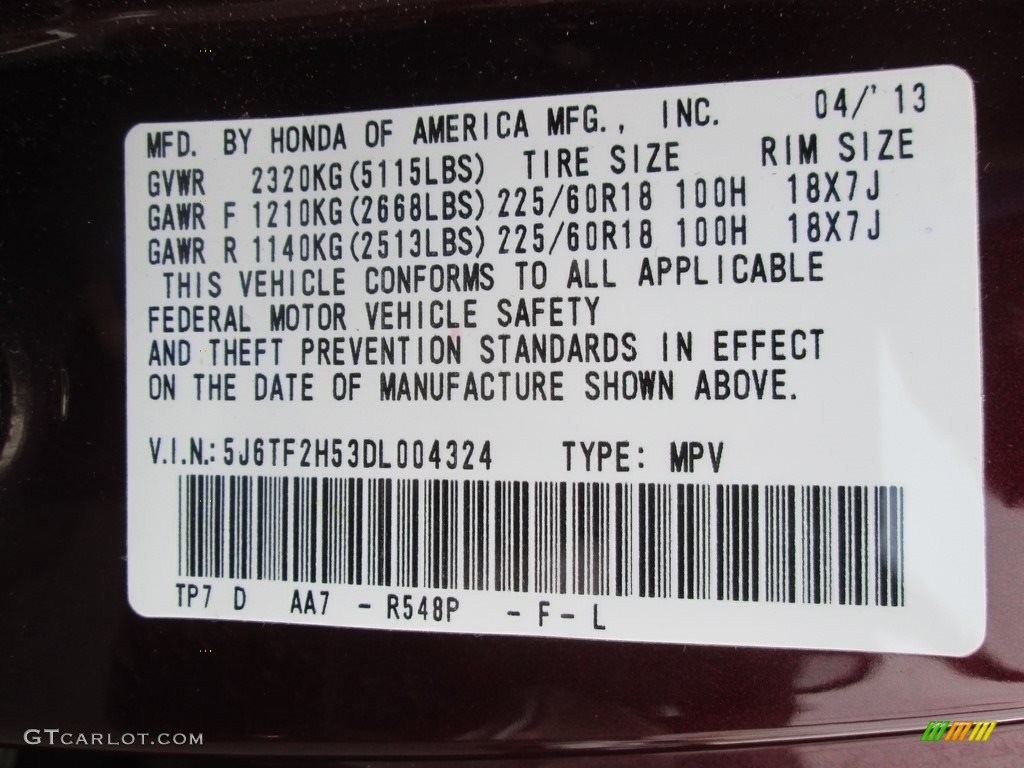 MFD. BY HONDA OF AMERICA MFG., INC. 04/'13
GVWR 2320KG(5115LBS) TIRE SIZE RIM SIZE
GAWR F 1210KG(2668LBS) 225/60R18 100H 18X7J
GAWR R 1140KG(2513LBS) 225/60R18 100H 18X7J
THIS VEHICLE CONFORMS TO ALL APPLICABLE
FEDERAL MOTOR VEHICLE SAFETY
AND THEFT PREVENTION STANDARDS IN EFFECT
ON THE DATE OF MANUFACTURE SHOWN ABOVE.
V.I.N.: 5J6TF2H53DL004324 TYPE: MPV
TP7 D AA7 - R548P - F - L
GTCARLOT.COM